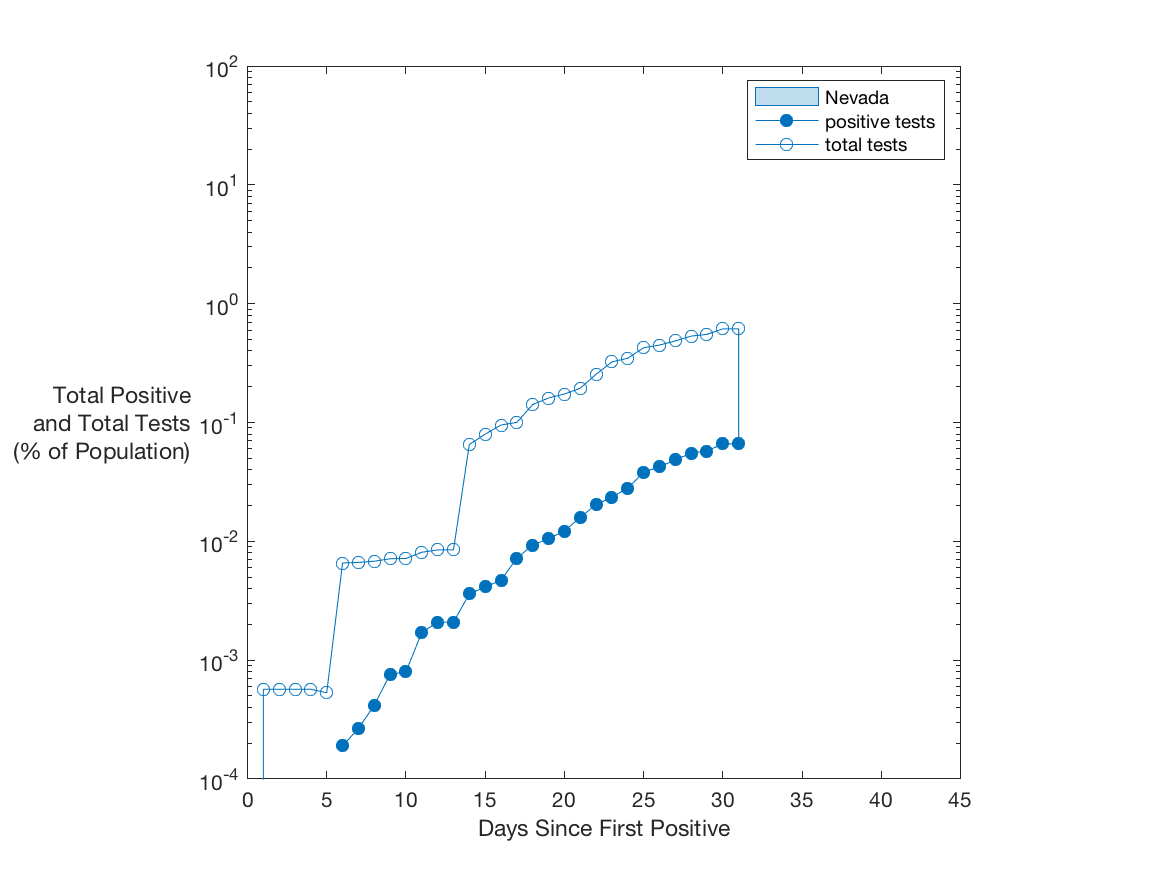 10^2
10^1
10^0
10^-1
10^-2
10^-3
10^-4
Total Positive
and Total Tests
(% of Population)
Nevada
positive tests
total tests
0 5 10 15 20 25 30 35 40 45
Days Since First Positive